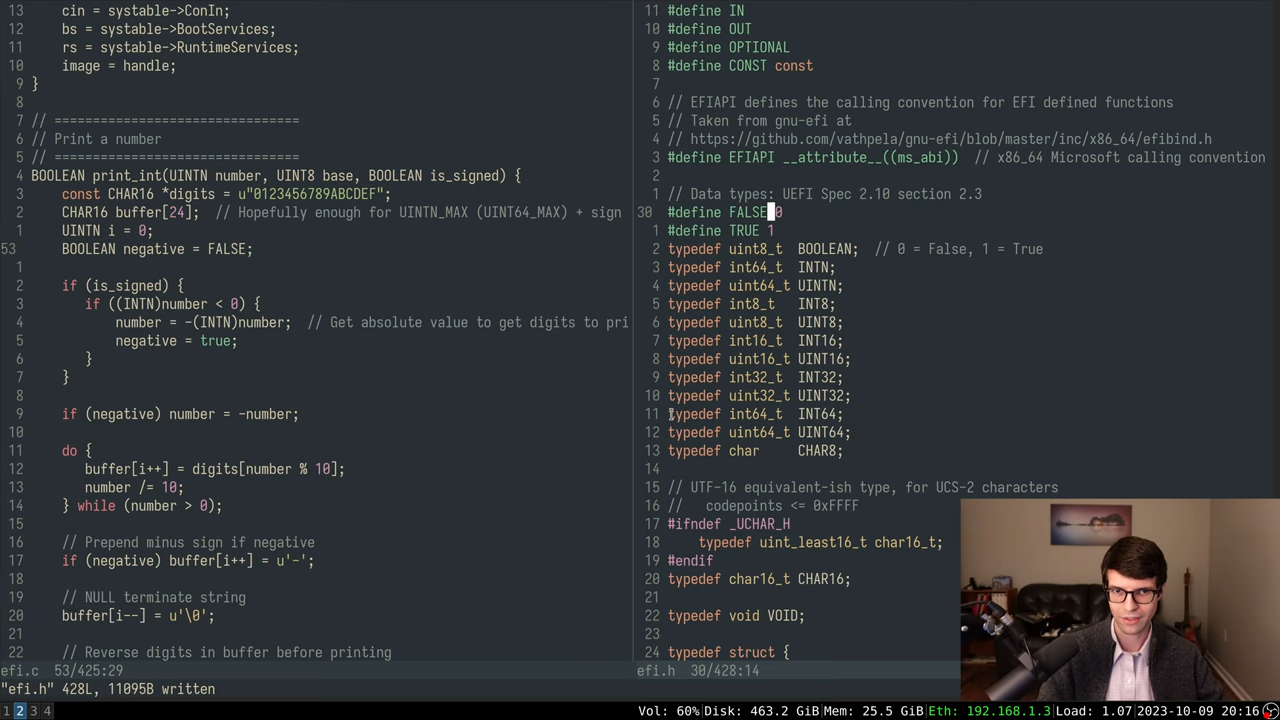 13 cin = systable->ConIn;
12 bs = systable->BootServices;
11 rs = systable->RuntimeServices;
10 image = handle;
9 }
8
7 // ===============================
6 // Print a number
5 // ===============================
4 BOOLEAN print_int(UINTN number, UINT8 base, BOOLEAN is_signed) {
3 const CHAR16 *digits = u"0123456789ABCDEF";
2 CHAR16 buffer[24]; // Hopefully enough for UINTN_MAX (UINT64_MAX) + sign
1 UINTN i = 0;
53 BOOLEAN negative = FALSE;
1
2 if (is_signed) {
3 if ((INTN)number < 0) {
4 number = -(INTN)number; // Get absolute value to get digits to pri
5 negative = true;
6 }
7 }
8
9 if (negative) number = -number;
10
11 do {
12 buffer[i++] = digits[number % 10];
13 number /= 10;
14 } while (number > 0);
15
16 // Prepend minus sign if negative
17 if (negative) buffer[i++] = u'-';
18
19 // NULL terminate string
20 buffer[i--] = u'\0';
21
22 // Reverse digits in buffer before printing
efi.c 53/425:29
11 #define IN
10 #define OUT
9 #define OPTIONAL
8 #define CONST const
7
6 // EFIAPI defines the calling convention for EFI defined functions
5 // Taken from gnu-efi at
4 // https://github.com/vathpela/gnu-efi/blob/master/inc/x86_64/efibind.h
3 #define EFIAPI __attribute__((ms_abi)) // x86_64 Microsoft calling convention
2
1 // Data types: UEFI Spec 2.10 section 2.3
30 #define FALSE 0
1 #define TRUE 1
2 typedef uint8_t BOOLEAN; // 0 = False, 1 = True
3 typedef int64_t INTN;
4 typedef uint64_t UINTN;
5 typedef int8_t INT8;
6 typedef uint8_t UINT8;
7 typedef int16_t INT16;
8 typedef uint16_t UINT16;
9 typedef int32_t INT32;
10 typedef uint32_t UINT32;
11 typedef int64_t INT64;
12 typedef uint64_t UINT64;
13 typedef char CHAR8;
14
15 // UTF-16 equivalent-ish type, for UCS-2 characters
16 // codepoints <= 0xFFFF
17 #ifndef _UCHAR_H
18 typedef uint_least16_t char16_t;
19 #endif
20 typedef char16_t CHAR16;
21
22 typedef void VOID;
23
24 typedef struct {
efi.h 30/428:14
"efi.h" 428L, 11095B written
1 2 3 4
Vol: 60%|Disk: 463.2 GiB|Mem: 25.5 GiB|Eth: 192.168.1.3|Load: 1.07|2023-10-09 20:16